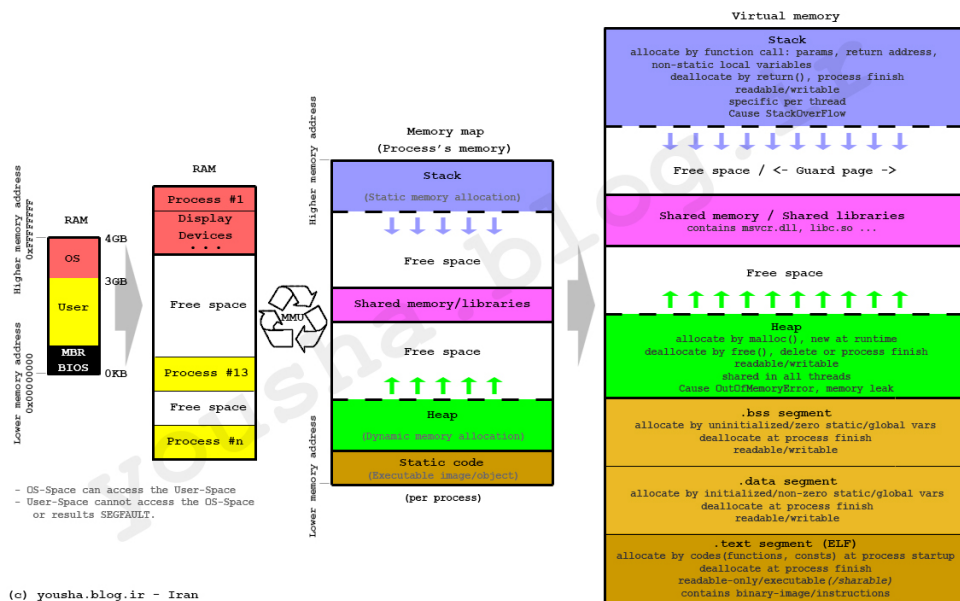 Virtual memory
Stack
allocate by function call: params, return address,
non-static local variables
deallocate by return(), process finish
readable/writable
specific per thread
Cause StackOverFlow
Free space / <- Guard page ->
Shared memory / Shared libraries
contains msvcr.dll, libc.so ...
Free space
Heap
allocate by malloc(), new at runtime
deallocate by free(), delete or process finish
readable/writable
shared in all threads
Cause OutOfMemoryError, memory leak
.bss segment
allocate by uninitialized/zero static/global vars
deallocate at process finish
readable/writable
.data segment
allocate by initialized/non-zero static/global vars
deallocate at process finish
readable/writable
.text segment (ELF)
allocate by codes(functions, consts) at process startup
deallocate at process finish
readable-only/executable(/sharable)
contains binary-image/instructions
Memory map
(Process's memory)
Higher memory address
Stack
(Static memory allocation)
Free space
Shared memory/libraries
Free space
Heap
(Dynamic memory allocation)
Static code
(Executable image/object)
Lower memory address
(per process)
MMU
RAM
Process #1
Display
Devices
...
Free space
Process #13
Free space
Process #n
RAM
Higher memory address
0xFFFFFFFF
4GB
OS
3GB
User
MBR
BIOS
0KB
Lower memory address
0x00000000
- OS-Space can access the User-Space
- User-Space cannot access the OS-Space
or results SEGFAULT.
(c) yousha.blog.ir - Iran
yousha.blog.ir